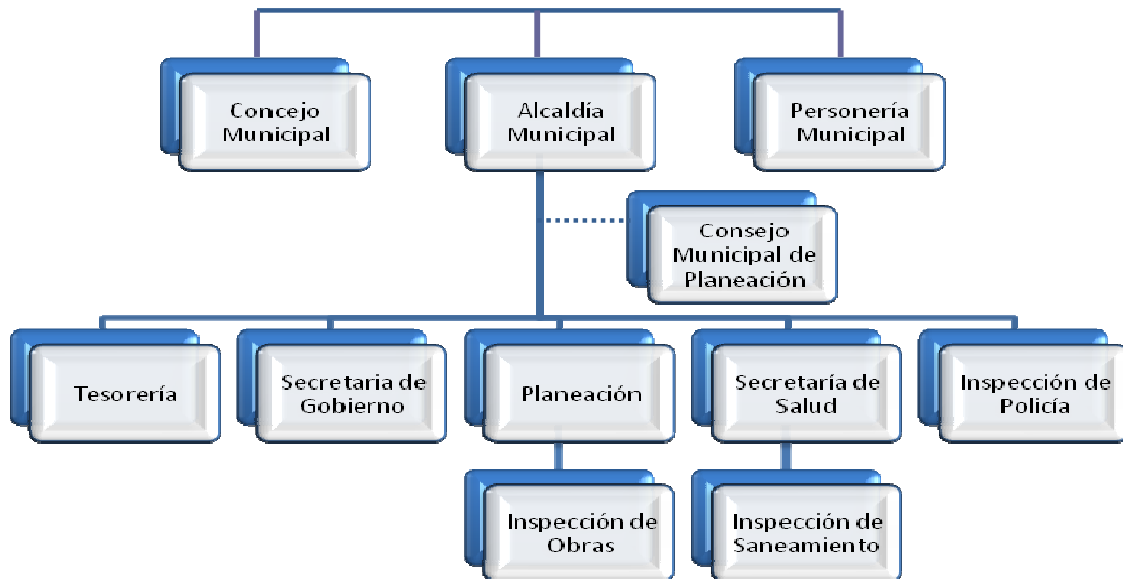 Concejo
Municipal
Alcaldía
Municipal
Personería
Municipal
Consejo
Municipal de
Planeación
Tesorería
Secretaria de
Gobierno
Planeación
Secretaría de
Salud
Inspección de
Policía
Inspección de
Obras
Inspección de
Saneamiento